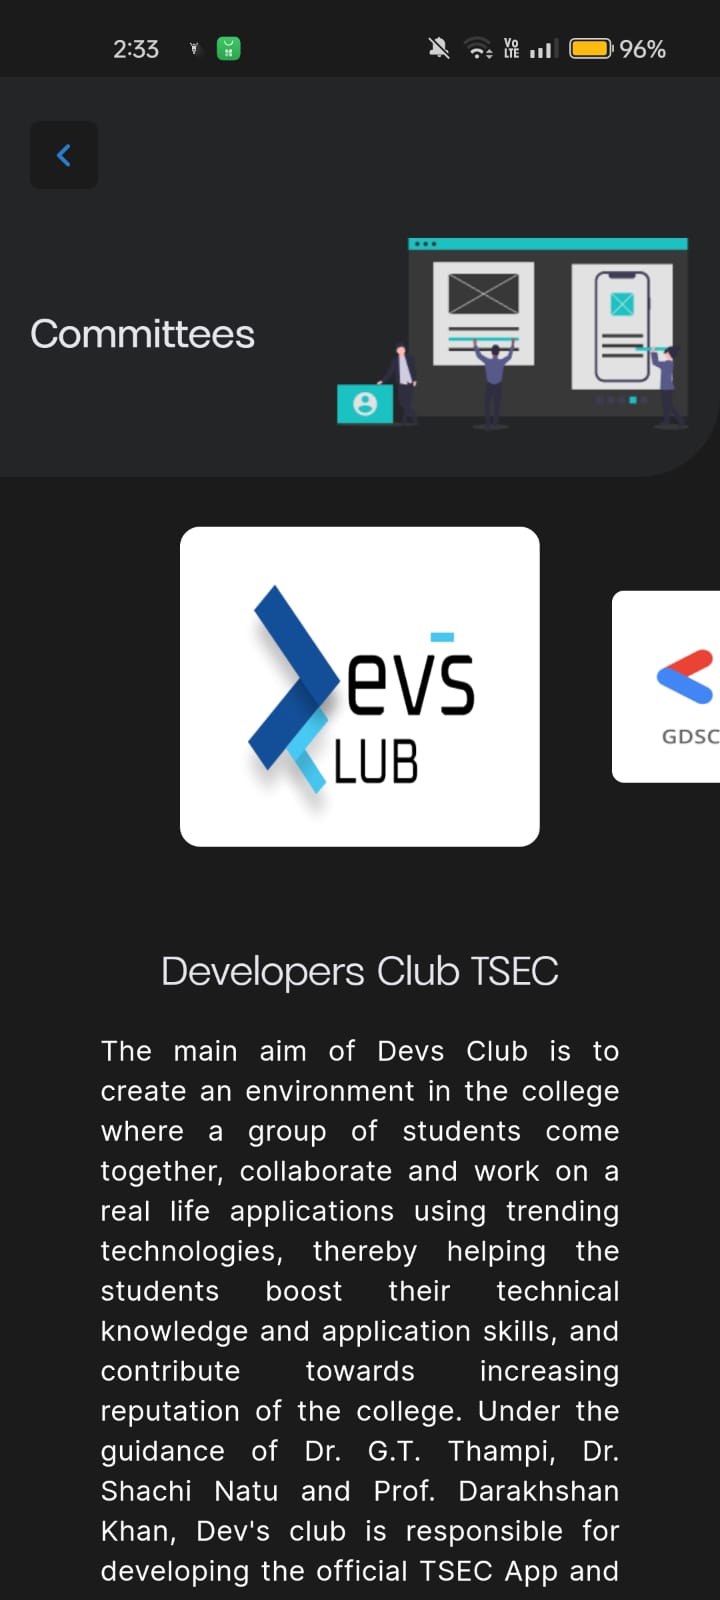 2:33
Vo
LTE
96%
Committees
evs
LUB
GDSC
Developers Club TSEC
The main aim of Devs Club is to
create an environment in the college
where a group of students come
together, collaborate and work on a
real life applications using trending
technologies, thereby helping the
students boost their technical
knowledge and application skills, and
contribute towards increasing
reputation of the college. Under the
guidance of Dr. G.T. Thampi, Dr.
Shachi Natu and Prof. Darakhshan
Khan, Dev's club is responsible for
developing the official TSEC App and